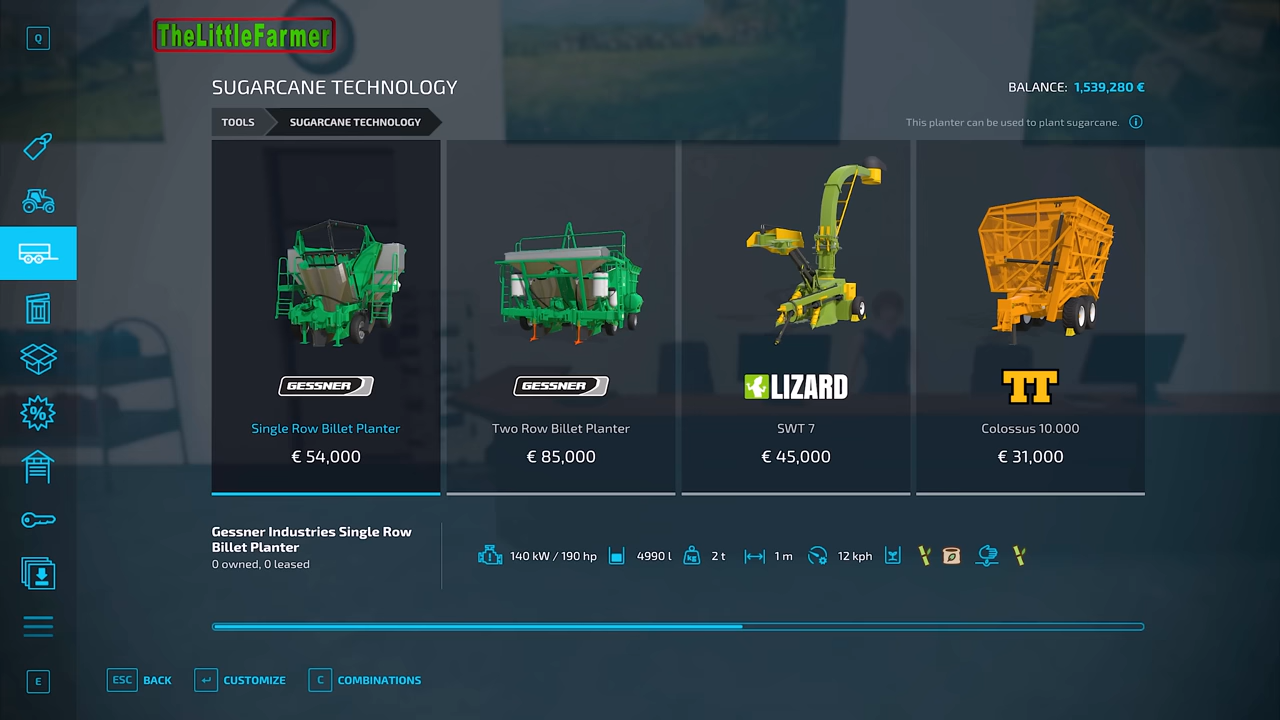 Q
TheLittleFarmer
SUGARCANE TECHNOLOGY
BALANCE: 1,539,280 €
TOOLS
SUGARCANE TECHNOLOGY
This planter can be used to plant sugarcane.
GESSNER
GESSNER
LIZARD
TT
Single Row Billet Planter
Two Row Billet Planter
SWT 7
Colossus 10.000
€ 54,000
€ 85,000
€ 45,000
€ 31,000
Gessner Industries Single Row
Billet Planter
0 owned, 0 leased
140 kW / 190 hp
4990 l
kg
2 t
1 m
12 kph
E
ESC BACK
CUSTOMIZE
C COMBINATIONS